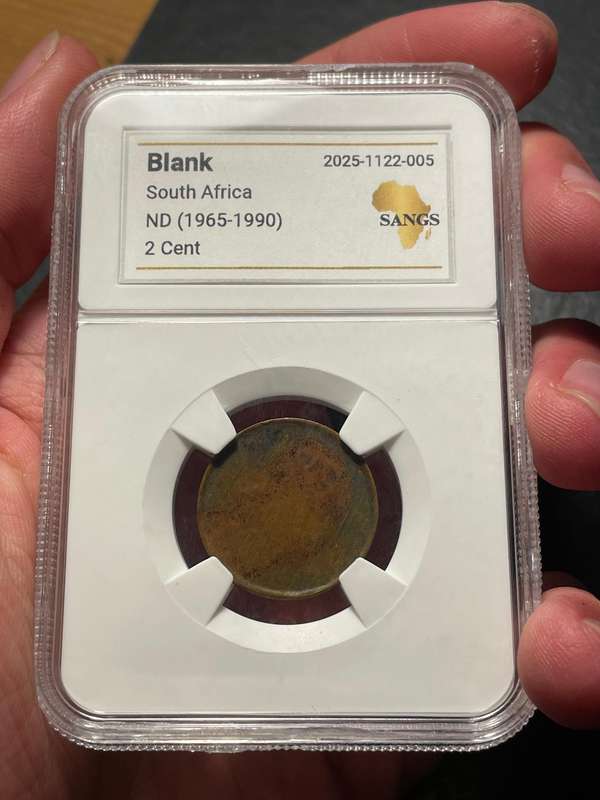 Blank
2025-1122-005
South Africa
ND (1965-1990)
SANGS
2 Cent